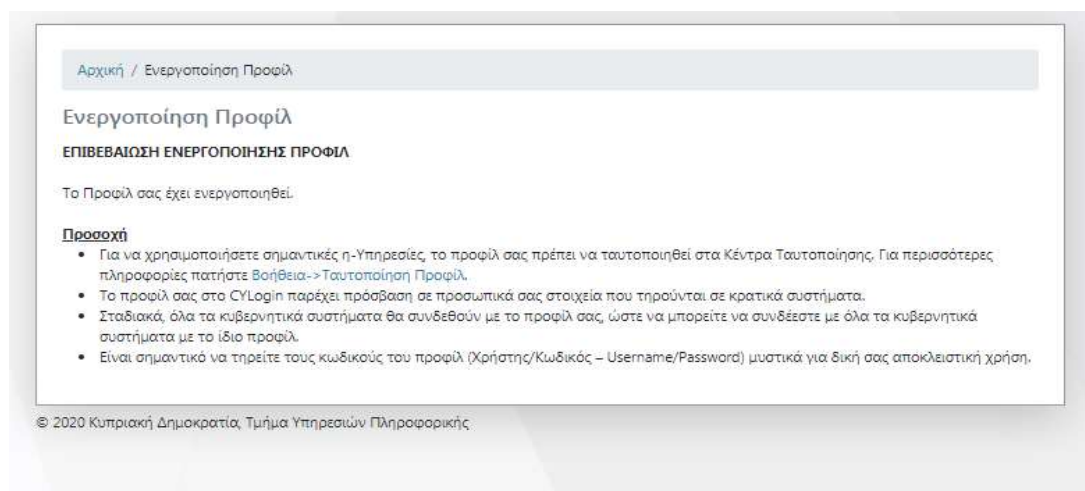 Αρχική / Ενεργοποίηση Προφίλ
Ενεργοποίηση Προφίλ
ΕΠΙΒΕΒΑΙΩΣΗ ΕΝΕΡΓΟΠΟΙΗΣΗΣ ΠΡΟΦΙΛ
Το Προφίλ σας έχει ενεργοποιηθεί.
Προσοχή
• Για να χρησιμοποιήσετε σημαντικές η-Υπηρεσίες, το προφίλ σας πρέπει να ταυτοποιηθεί στα Κέντρα Ταυτοποίησης. Για περισσότερες
πληροφορίες πατήστε Βοήθεια->Ταυτοποίηση Προφίλ.
• Το προφίλ σας στο CYLogin παρέχει πρόσβαση σε προσωπικά σας στοιχεία που τηρούνται σε κρατικά συστήματα.
• Σταδιακά, όλα τα κυβερνητικά συστήματα θα συνδεθούν με το προφίλ σας, ώστε να μπορείτε να συνδέεστε με όλα τα κυβερνητικά
συστήματα με το ίδιο προφίλ.
• Είναι σημαντικό να τηρείτε τους κωδικούς του προφίλ (Χρήστης/Κωδικός – Username/Password) μυστικά για δική σας αποκλειστική χρήση.
© 2020 Κυπριακή Δημοκρατία, Τμήμα Υπηρεσιών Πληροφορικής